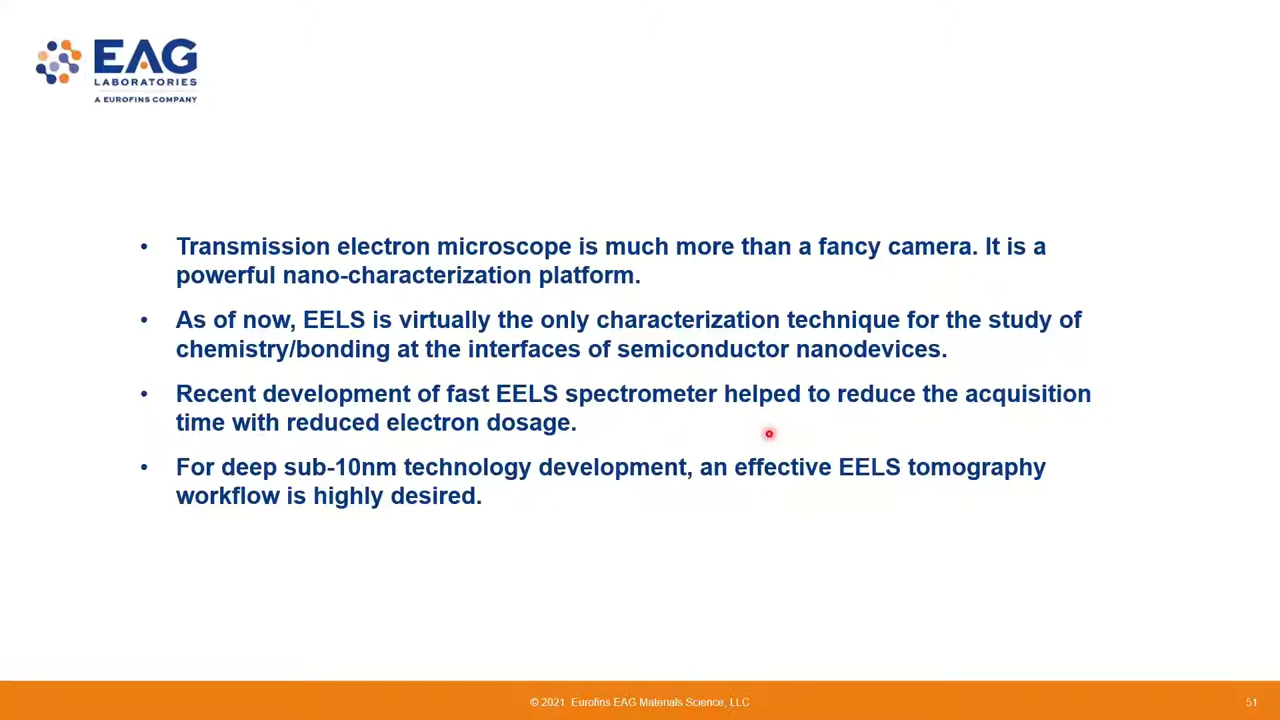 EAG
LABORATORIES
A EUROFINS COMPANY
• Transmission electron microscope is much more than a fancy camera. It is a
powerful nano-characterization platform.
• As of now, EELS is virtually the only characterization technique for the study of
chemistry/bonding at the interfaces of semiconductor nanodevices.
• Recent development of fast EELS spectrometer helped to reduce the acquisition
time with reduced electron dosage.
• For deep sub-10nm technology development, an effective EELS tomography
workflow is highly desired.
© 2021 Eurofins EAG Materials Science, LLC
51